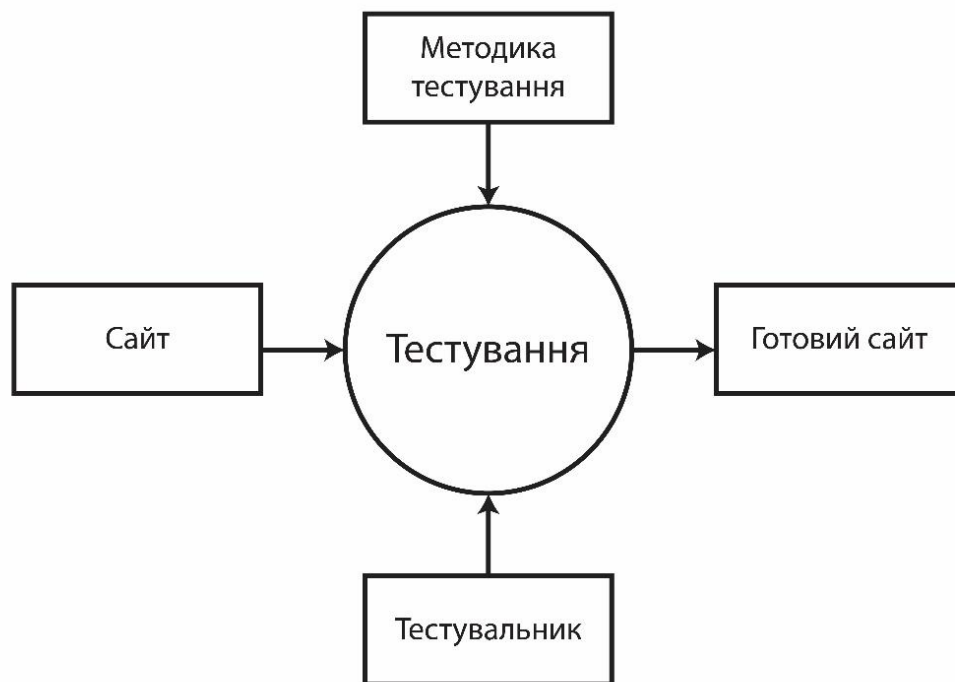 Методика
тестування
Сайт
Тестування
Готовий сайт
Тестувальник